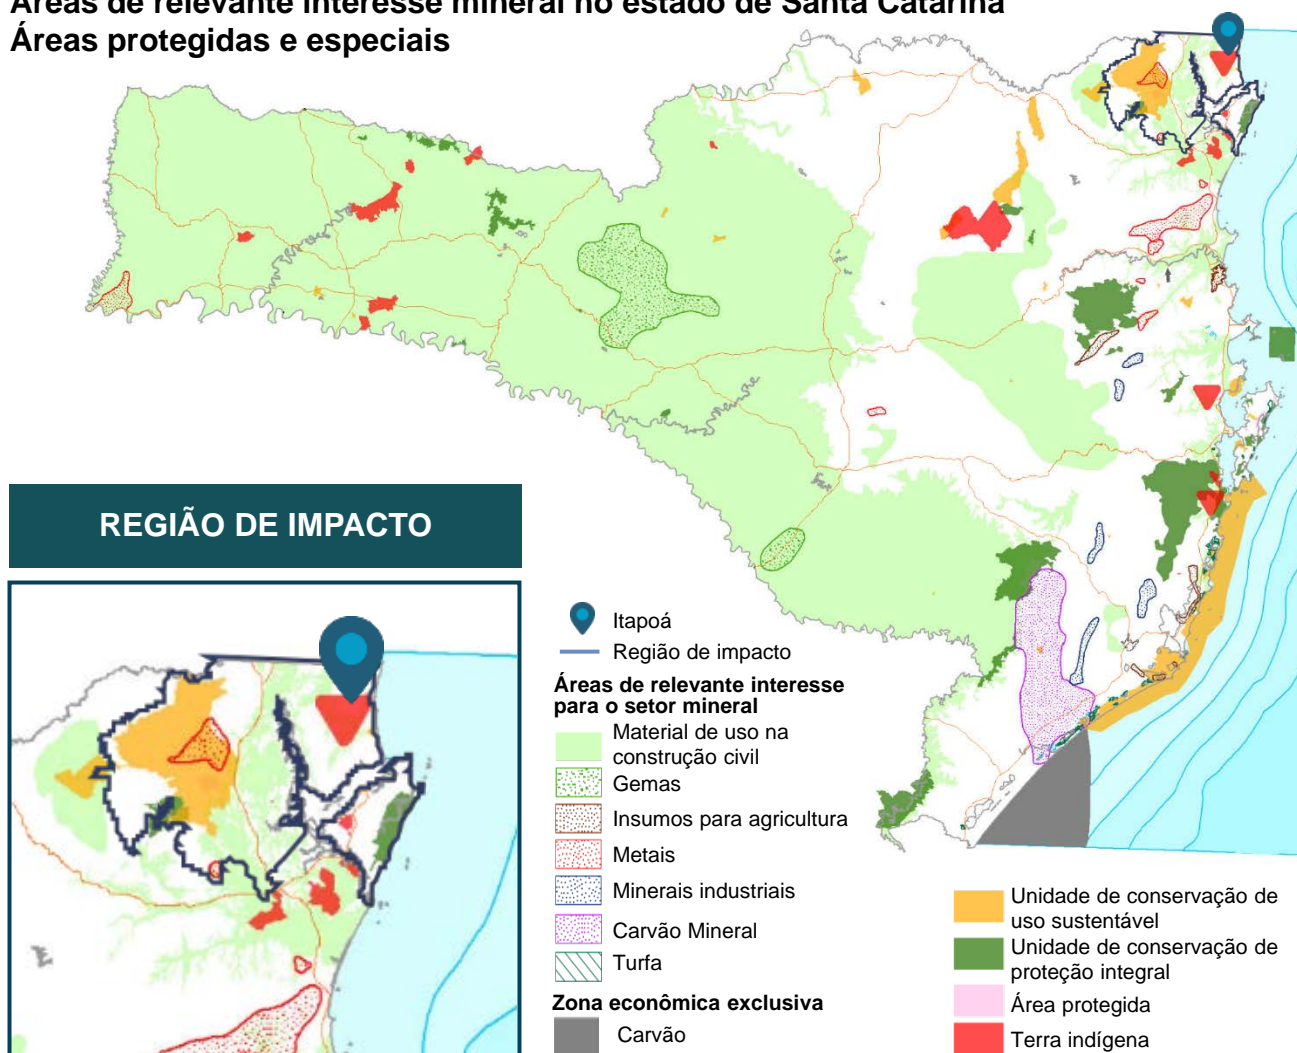 Áreas de relevante interesse mineral no estado de Santa Catarina
Áreas protegidas e especiais
REGIÃO DE IMPACTO
Itapoá
Região de impacto
Áreas de relevante interesse
para o setor mineral
Material de uso na
construção civil
Gemas
Insumos para agricultura
Metais
Minerais industriais
Carvão Mineral
Turfa
Zona econômica exclusiva
Carvão
Unidade de conservação de
uso sustentável
Unidade de conservação de
proteção integral
Área protegida
Terra indígena